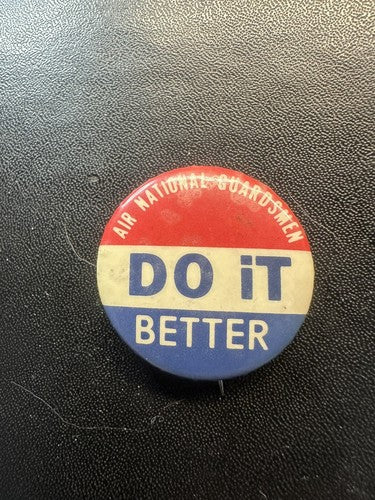 AIR NATIONAL GUARDSMEN
DO iT
BETTER